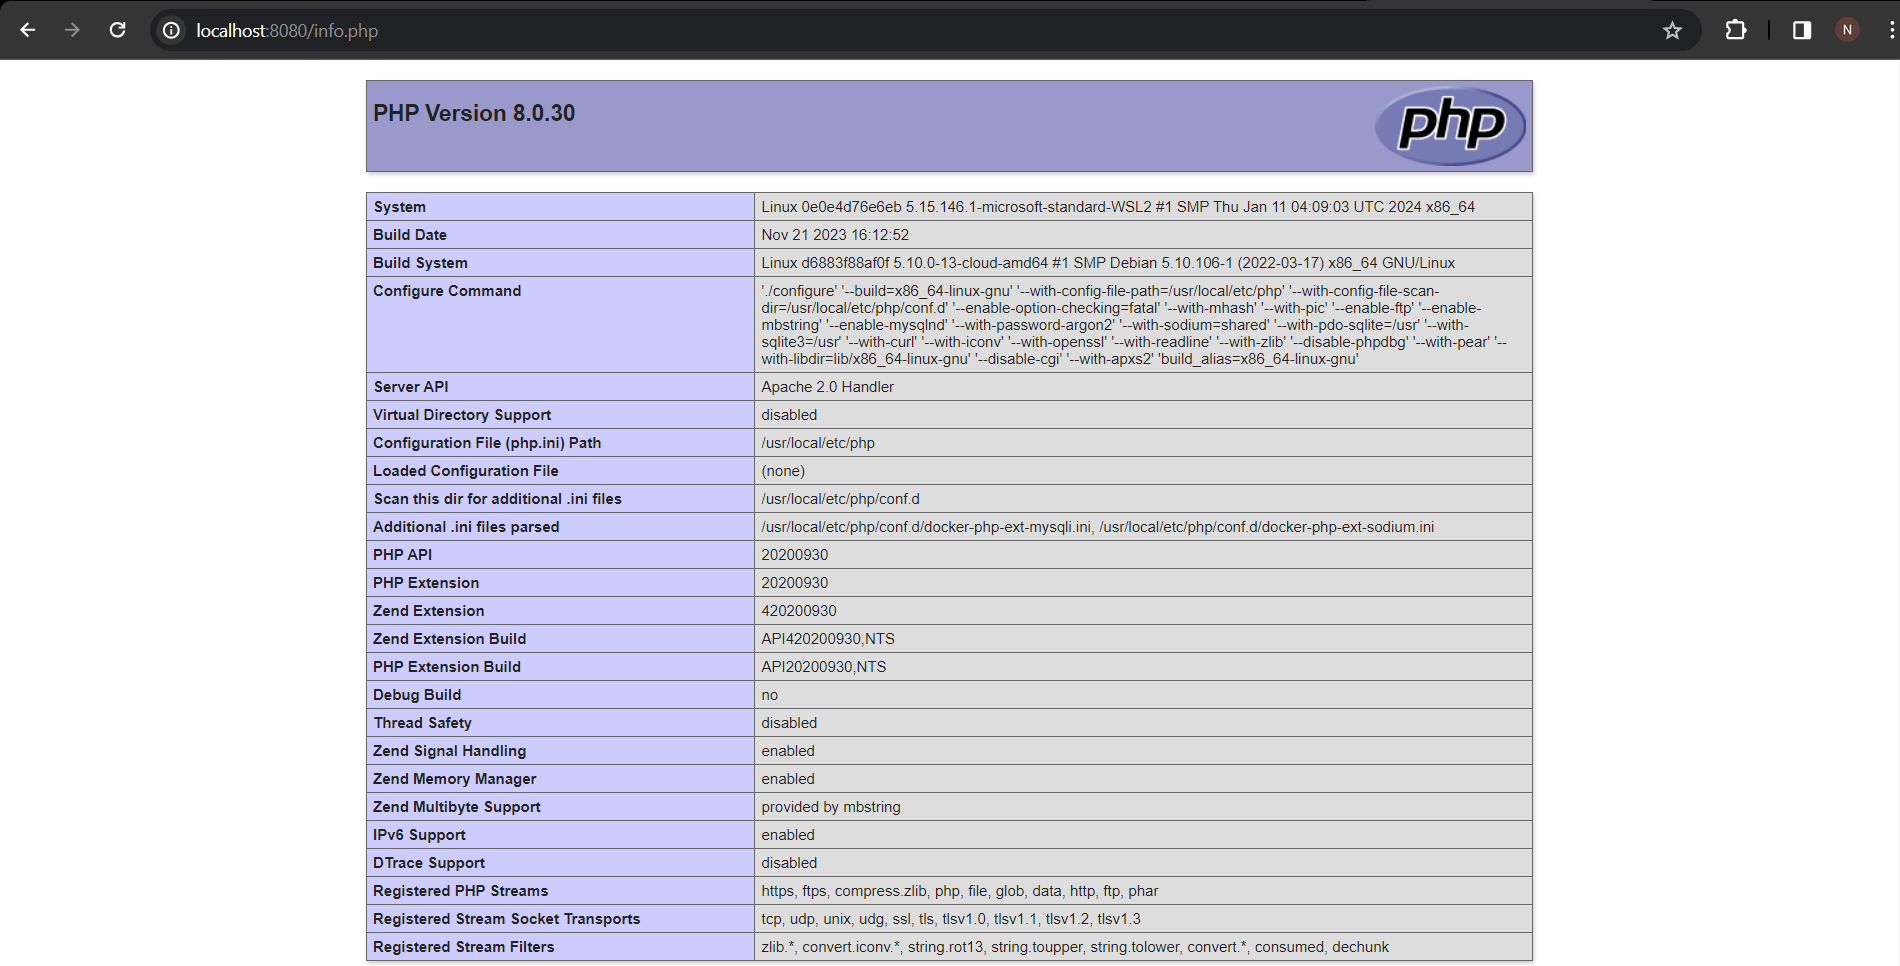 localhost:8080/info.php
N
PHP Version 8.0.30
php
System Linux 0e0e4d76e6eb 5.15.146.1-microsoft-standard-WSL2 #1 SMP Thu Jan 11 04:09:03 UTC 2024 x86_64
Build Date Nov 21 2023 16:12:52
Build System Linux d6883f88af0f 5.10.0-13-cloud-amd64 #1 SMP Debian 5.10.106-1 (2022-03-17) x86_64 GNU/Linux
Configure Command './configure' '--build=x86_64-linux-gnu' '--with-config-file-path=/usr/local/etc/php' '--with-config-file-scan-
dir=/usr/local/etc/php/conf.d' '--enable-option-checking=fatal' '--with-mhash' '--with-pic' '--enable-ftp' '--enable-
mbstring' '--enable-mysqlnd' '--with-password-argon2' '--with-sodium=shared' '--with-pdo-sqlite=/usr' '--with-
sqlite3=/usr' '--with-curl' '--with-iconv' '--with-openssl' '--with-readline' '--with-zlib' '--disable-phpdbg' '--with-pear' '--
with-libdir=lib/x86_64-linux-gnu' '--disable-cgi' '--with-apxs2' 'build_alias=x86_64-linux-gnu'
Server API Apache 2.0 Handler
Virtual Directory Support disabled
Configuration File (php.ini) Path /usr/local/etc/php
Loaded Configuration File (none)
Scan this dir for additional .ini files /usr/local/etc/php/conf.d
Additional .ini files parsed /usr/local/etc/php/conf.d/docker-php-ext-mysqli.ini, /usr/local/etc/php/conf.d/docker-php-ext-sodium.ini
PHP API 20200930
PHP Extension 20200930
Zend Extension 420200930
Zend Extension Build API420200930,NTS
PHP Extension Build API20200930,NTS
Debug Build no
Thread Safety disabled
Zend Signal Handling enabled
Zend Memory Manager enabled
Zend Multibyte Support provided by mbstring
IPv6 Support enabled
DTrace Support disabled
Registered PHP Streams https, ftps, compress.zlib, php, file, glob, data, http, ftp, phar
Registered Stream Socket Transports tcp, udp, unix, udg, ssl, tls, tlsv1.0, tlsv1.1, tlsv1.2, tlsv1.3
Registered Stream Filters zlib.*, convert.iconv.*, string.rot13, string.toupper, string.tolower, convert.*, consumed, dechunk